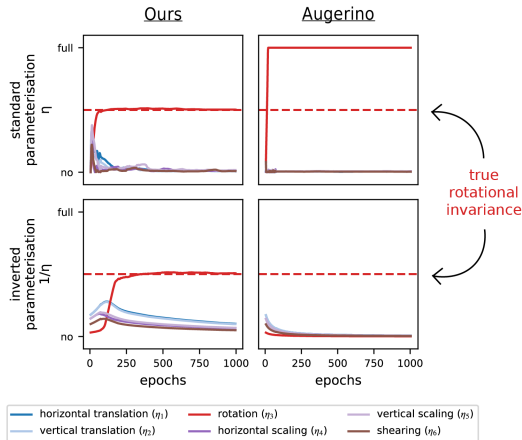 Ours
Augerino
standard
parameterisation
η
full
no
true
rotational
invariance
inverted
parameterisation
1/η
full
no
0 250 500 750 1000
0 250 500 750 1000
epochs
epochs
horizontal translation (η1)
rotation (η3)
vertical scaling (η5)
vertical translation (η2)
horizontal scaling (η4)
shearing (η6)